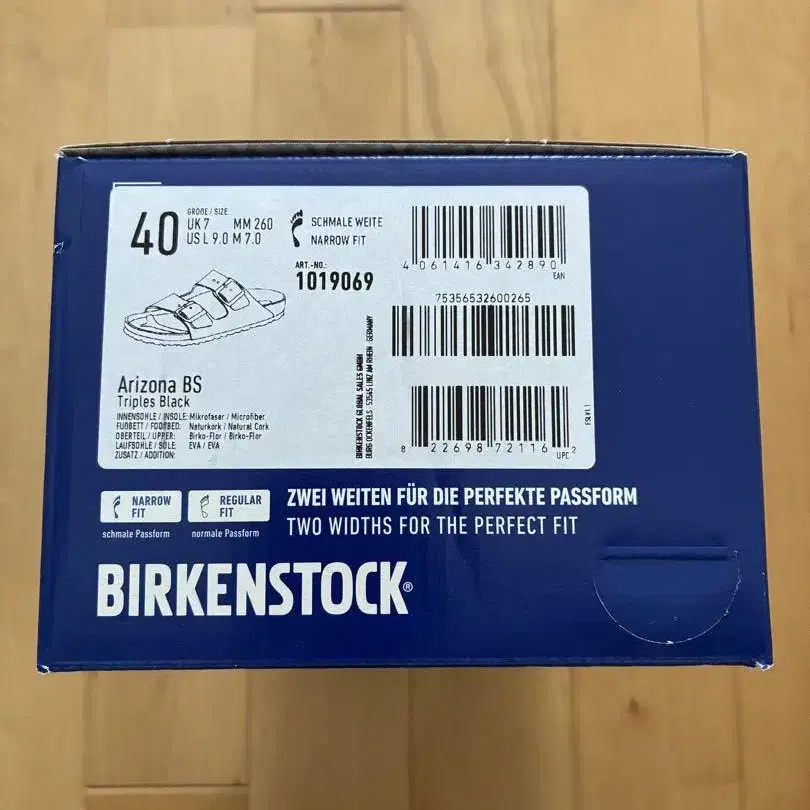 40
GRÖßE / SIZE
UK 7 MM 260
US L 9.0 M 7.0
SCHMALE WEITE
NARROW FIT
ART.-NO.:
1019069
4 061416 342890
EAN
75356532600265
8 22698 72116 2
UPC
ESLV1.1
BIRKENSTOCK GLOBAL SALES GMBH
BURG OCKENFELS - 53545 LINZ AM RHEIN GERMANY
Arizona BS
Triples Black
INNENSOHLE / INSOLE: Mikrofaser / Microfiber
FUßBETT / FOOTBED: Naturkork / Natural Cork
OBERTEIL / UPPER: Birko-Flor / Birko-Flor
LAUFSOHLE / SOLE: EVA / EVA
ZUSATZ / ADDITION:
NARROW FIT
schmale Passform
REGULAR FIT
normale Passform
ZWEI WEITEN FÜR DIE PERFEKTE PASSFORM
TWO WIDTHS FOR THE PERFECT FIT
BIRKENSTOCK®